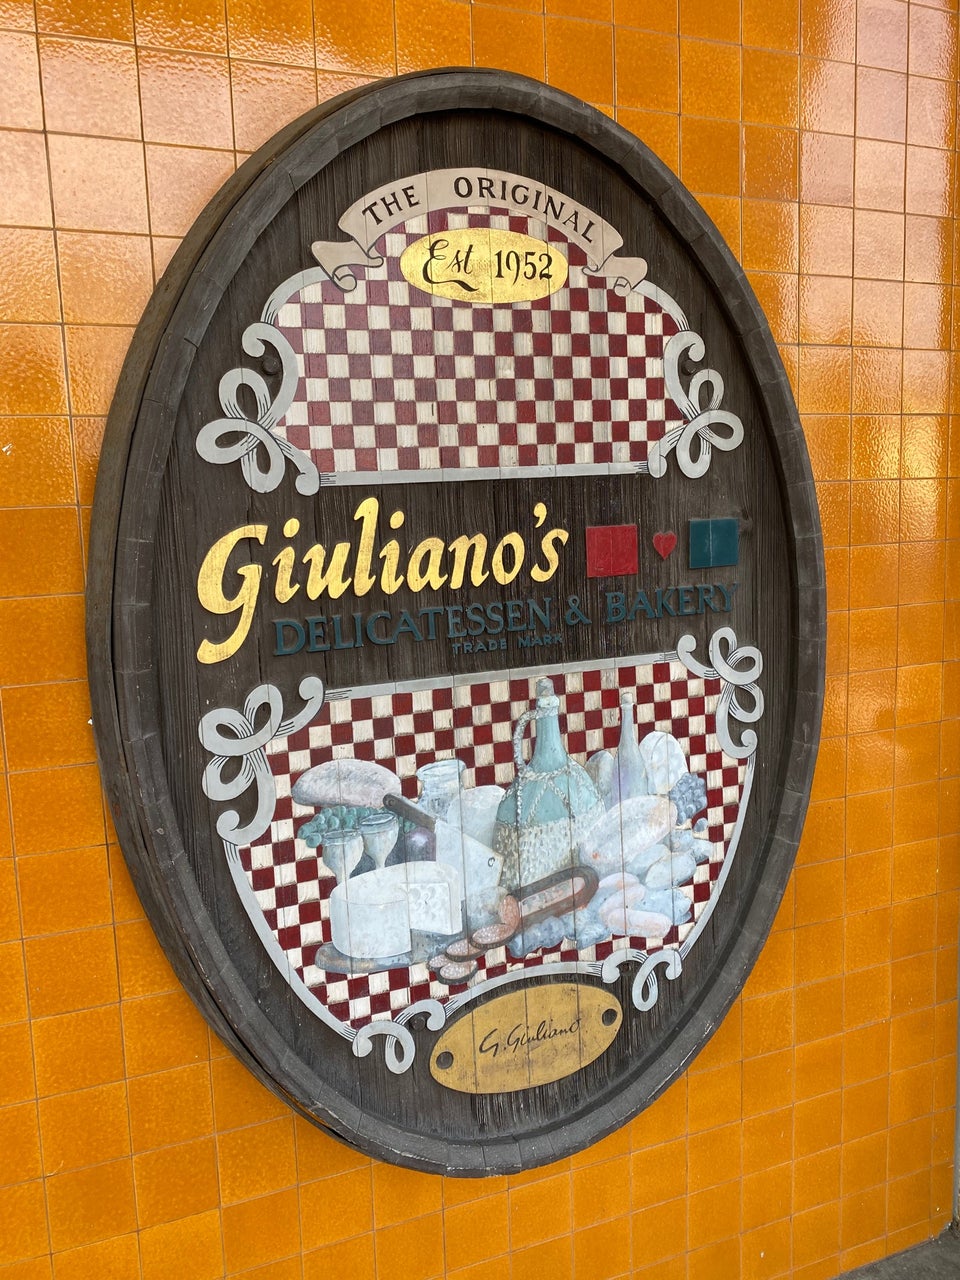 THE ORIGINAL
Est 1952
Giuliano's
DELICATESSEN & BAKERY
TRADE MARK
G. Giuliano